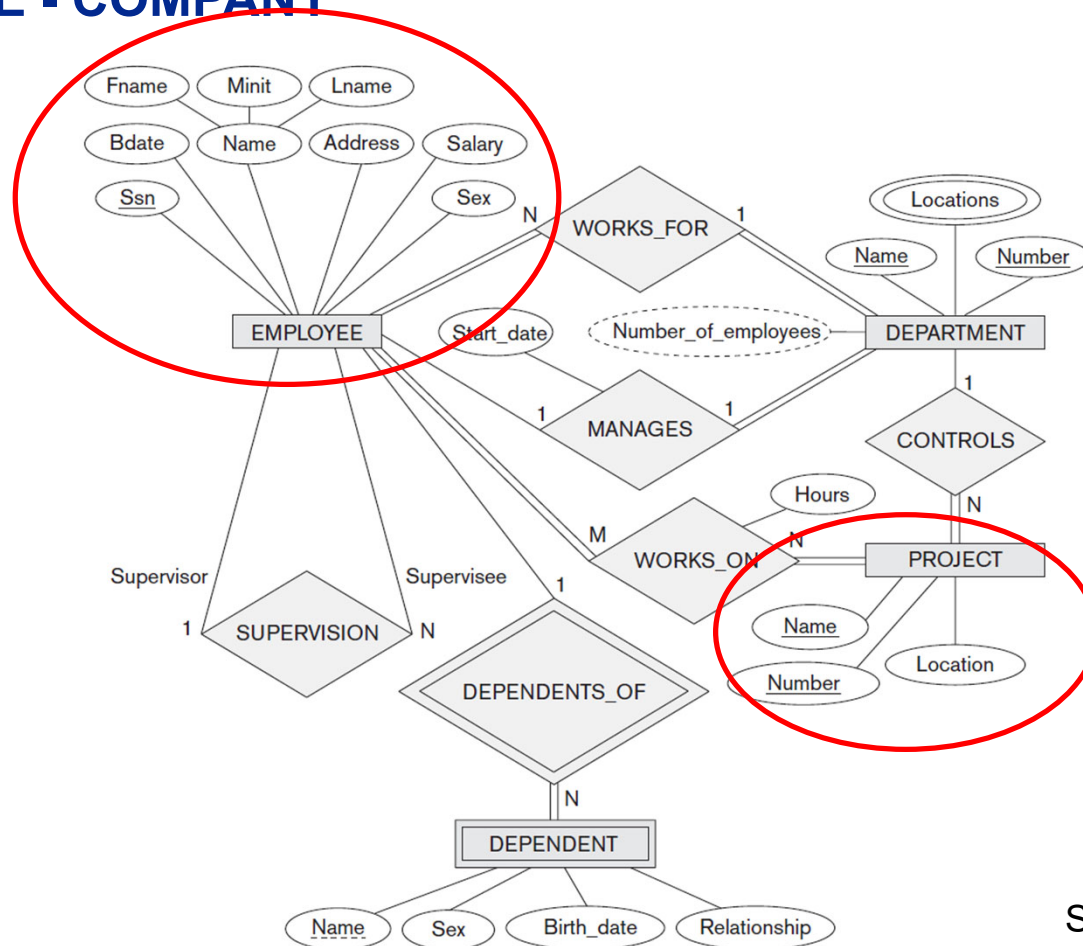 E - COMPANY
Fname Minit Lname
Bdate Name Address Salary
Ssn Sex
N WORKS_FOR 1
Locations
Name Number
EMPLOYEE Start_date Number_of_employees DEPARTMENT
1 MANAGES 1
1
CONTROLS
N
Hours
M WORKS_ON N PROJECT
Supervisor Supervisee
1 SUPERVISION N
1
Name
Location
Number
DEPENDENTS_OF
N
DEPENDENT
S
Name Sex Birth_date Relationship